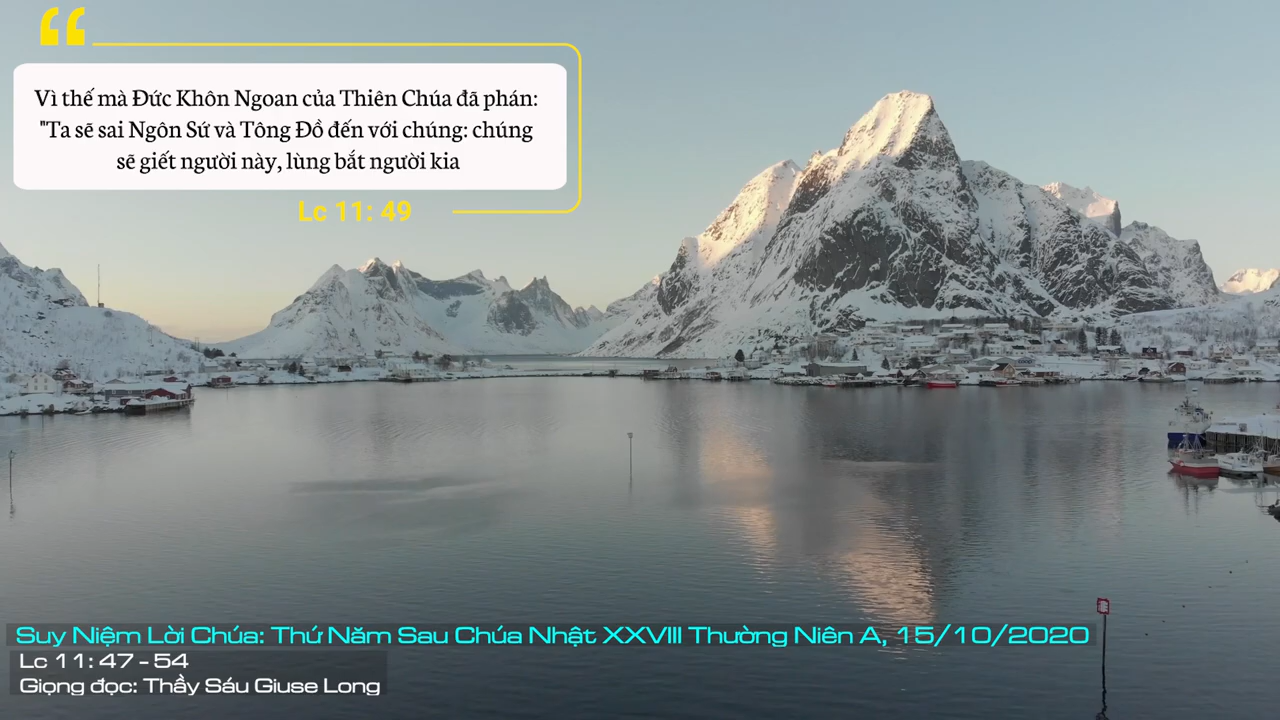 Vì thế mà Đức Khôn Ngoan của Thiên Chúa đã phán:
"Ta sẽ sai Ngôn Sứ và Tông Đồ đến với chúng: chúng
sẽ giết người này, lùng bắt người kia
Lc 11: 49
Suy Niệm Lời Chúa: Thứ Năm Sau Chúa Nhật XXVIII Thường Niên A, 15/10/2020
Lc 11: 47 - 54
Giọng đọc: Thầy Sáu Giuse Long